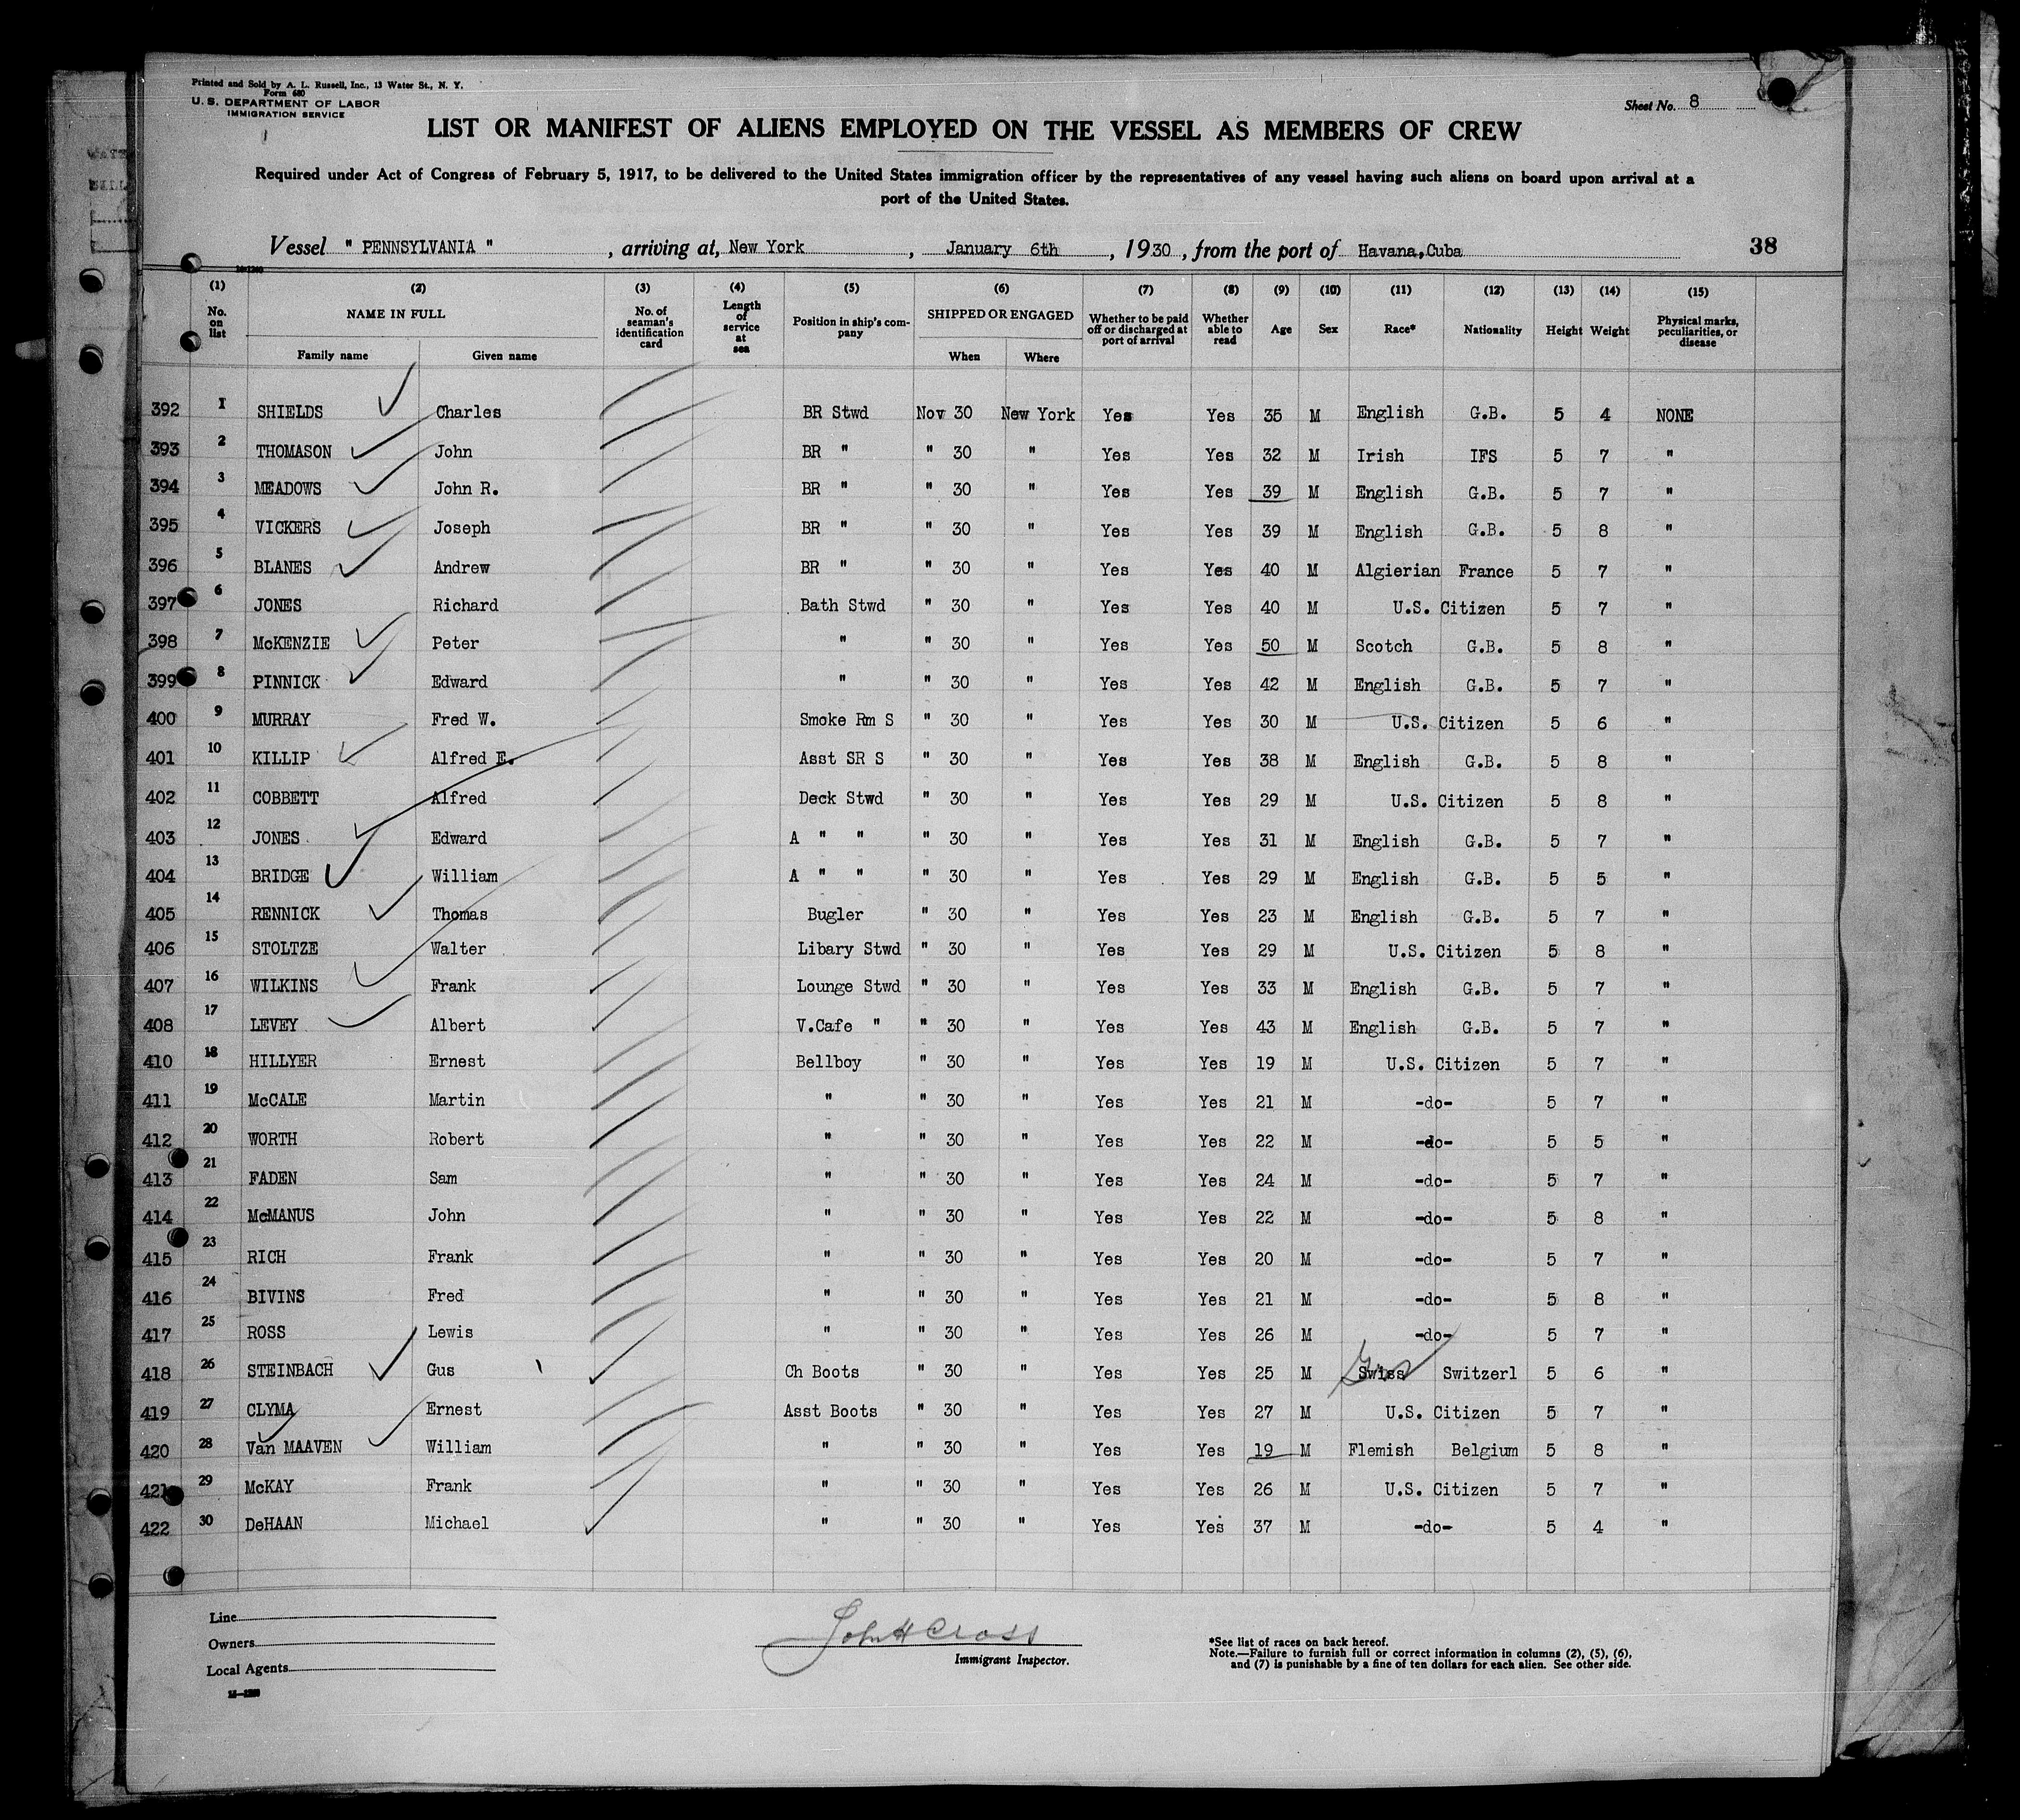 Printed and Sold by A. L. Russell, Inc., 13 Water St., N. Y.
Form 680
U. S. DEPARTMENT OF LABOR
IMMIGRATION SERVICE
Sheet No. 8
LIST OR MANIFEST OF ALIENS EMPLOYED ON THE VESSEL AS MEMBERS OF CREW
Required under Act of Congress of February 5, 1917, to be delivered to the United States immigration officer by the representatives of any vessel having such aliens on board upon arrival at a
port of the United States.
Vessel " PENNSYLVANIA " , arriving at, New York , January 6th , 1930 , from the port of Havana, Cuba 38
(1) (2) (3) (4) (5) (6) (7) (8) (9) (10) (11) (12) (13) (14) (15)
No. on list NAME IN FULL No. of seaman's identification card Length of service at sea Position in ship's company SHIPPED OR ENGAGED Whether to be paid off or discharged at port of arrival Whether able to read Age Sex Race* Nationality Height Weight Physical marks, peculiarities, or disease
Family name Given name When Where
392 1 SHIELDS Charles BR Stwd Nov 30 New York Yes Yes 35 M English G.B. 5 4 NONE
393 2 THOMASON John BR " " 30 " Yes Yes 32 M Irish IFS 5 7 "
394 3 MEADOWS John R. BR " " 30 " Yes Yes 39 M English G.B. 5 7 "
395 4 VICKERS Joseph BR " " 30 " Yes Yes 39 M English G.B. 5 8 "
396 5 BLANES Andrew BR " " 30 " Yes Yes 40 M Algierian France 5 7 "
397 6 JONES Richard Bath Stwd " 30 " Yes Yes 40 M U.S. Citizen 5 7 "
398 7 McKENZIE Peter " " 30 " Yes Yes 50 M Scotch G.B. 5 8 "
399 8 PINNICK Edward " " 30 " Yes Yes 42 M English G.B. 5 7 "
400 9 MURRAY Fred W. Smoke Rm S " 30 " Yes Yes 30 M U.S. Citizen 5 6 "
401 10 KILLIP Alfred E. Asst SR S " 30 " Yes Yes 38 M English G.B. 5 8 "
402 11 COBBETT Alfred Deck Stwd " 30 " Yes Yes 29 M U.S. Citizen 5 8 "
403 12 JONES Edward A " " " 30 " Yes Yes 31 M English G.B. 5 7 "
404 13 BRIDGE William A " " " 30 " Yes Yes 29 M English G.B. 5 5 "
405 14 RENNICK Thomas Bugler " 30 " Yes Yes 23 M English G.B. 5 7 "
406 15 STOLTZE Walter Libary Stwd " 30 " Yes Yes 29 M U.S. Citizen 5 8 "
407 16 WILKINS Frank Lounge Stwd " 30 " Yes Yes 33 M English G.B. 5 7 "
408 17 LEVEY Albert V.Cafe " " 30 " Yes Yes 43 M English G.B. 5 7 "
410 18 HILLYER Ernest Bellboy " 30 " Yes Yes 19 M U.S. Citizen 5 7 "
411 19 McCALE Martin " " 30 " Yes Yes 21 M -do- 5 7 "
412 20 WORTH Robert " " 30 " Yes Yes 22 M -do- 5 5 "
413 21 FADEN Sam " " 30 " Yes Yes 24 M -do- 5 7 "
414 22 McMANUS John " " 30 " Yes Yes 22 M -do- 5 8 "
415 23 RICH Frank " " 30 " Yes Yes 20 M -do- 5 7 "
416 24 BIVINS Fred " " 30 " Yes Yes 21 M -do- 5 8 "
417 25 ROSS Lewis " " 30 " Yes Yes 26 M -do- 5 7 "
418 26 STEINBACH Gus Ch Boots " 30 " Yes Yes 25 M Swiss Switzerl 5 6 "
419 27 CLYMA Ernest Asst Boots " 30 " Yes Yes 27 M U.S. Citizen 5 7 "
420 28 Van MAAVEN William " " 30 " Yes Yes 19 M Flemish Belgium 5 8 "
421 29 McKAY Frank " " 30 " Yes Yes 26 M U.S. Citizen 5 7 "
422 30 DeHAAN Michael " " 30 " Yes Yes 37 M -do- 5 4 "
Line
Owners
Local Agents
John H Cross
Immigrant Inspector.
*See list of races on back hereof.
Note.—Failure to furnish full or correct information in columns (2), (5), (6),
and (7) is punishable by a fine of ten dollars for each alien. See other side.